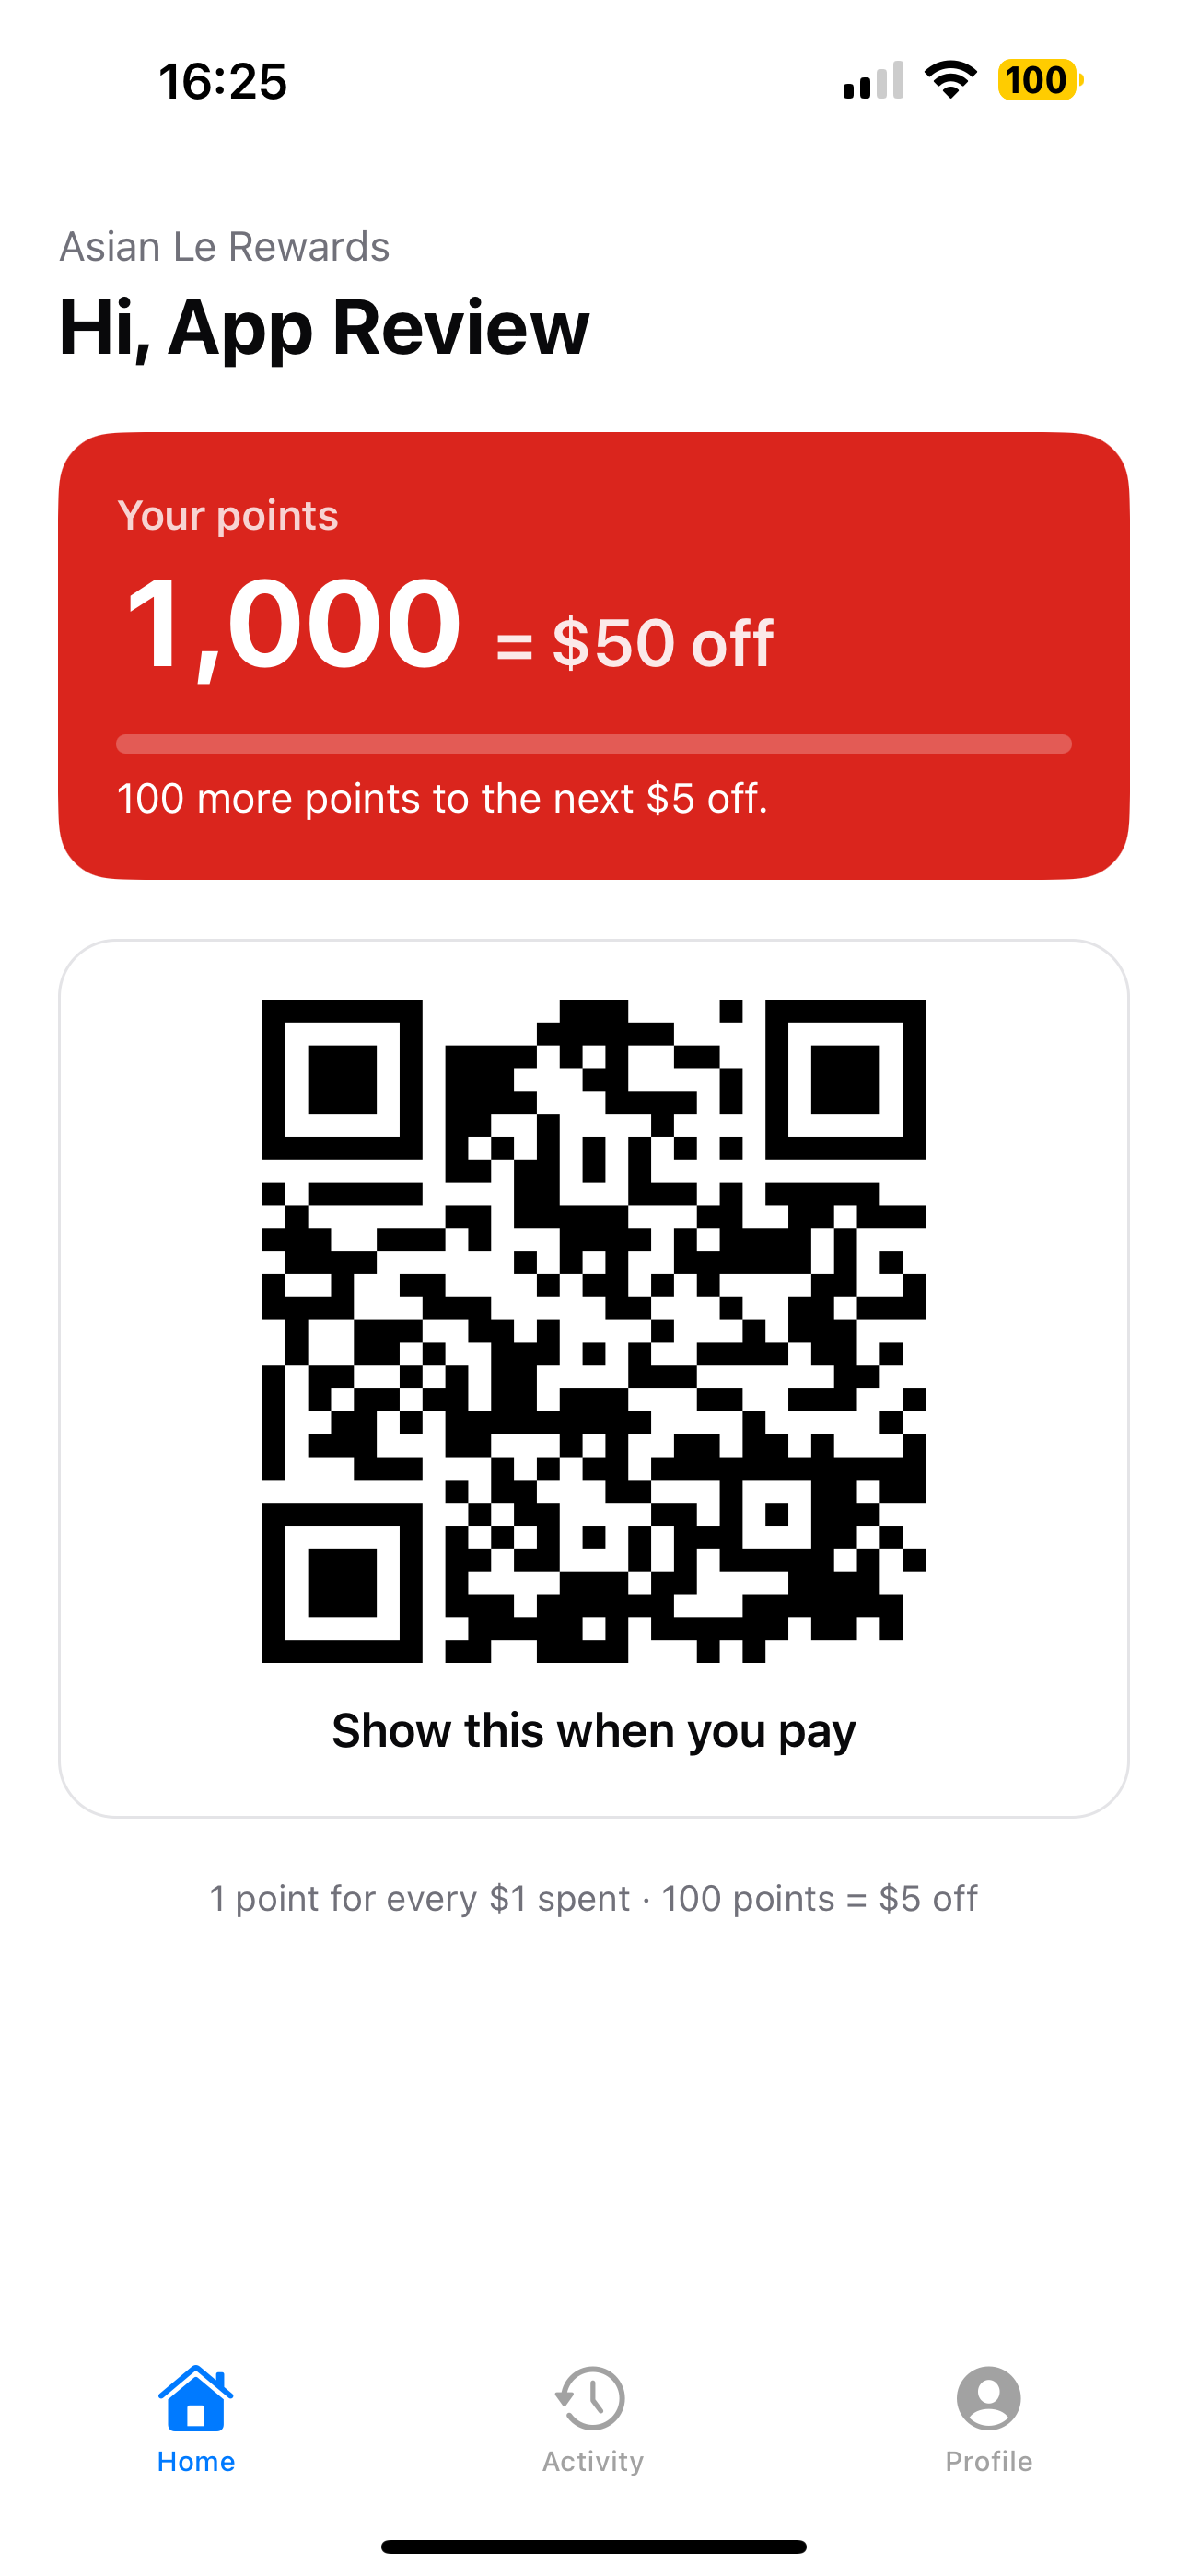 16:25
100
Asian Le Rewards
Hi, App Review
Your points
1,000 = $50 off
100 more points to the next $5 off.
Show this when you pay
1 point for every $1 spent · 100 points = $5 off
Home
Activity
Profile